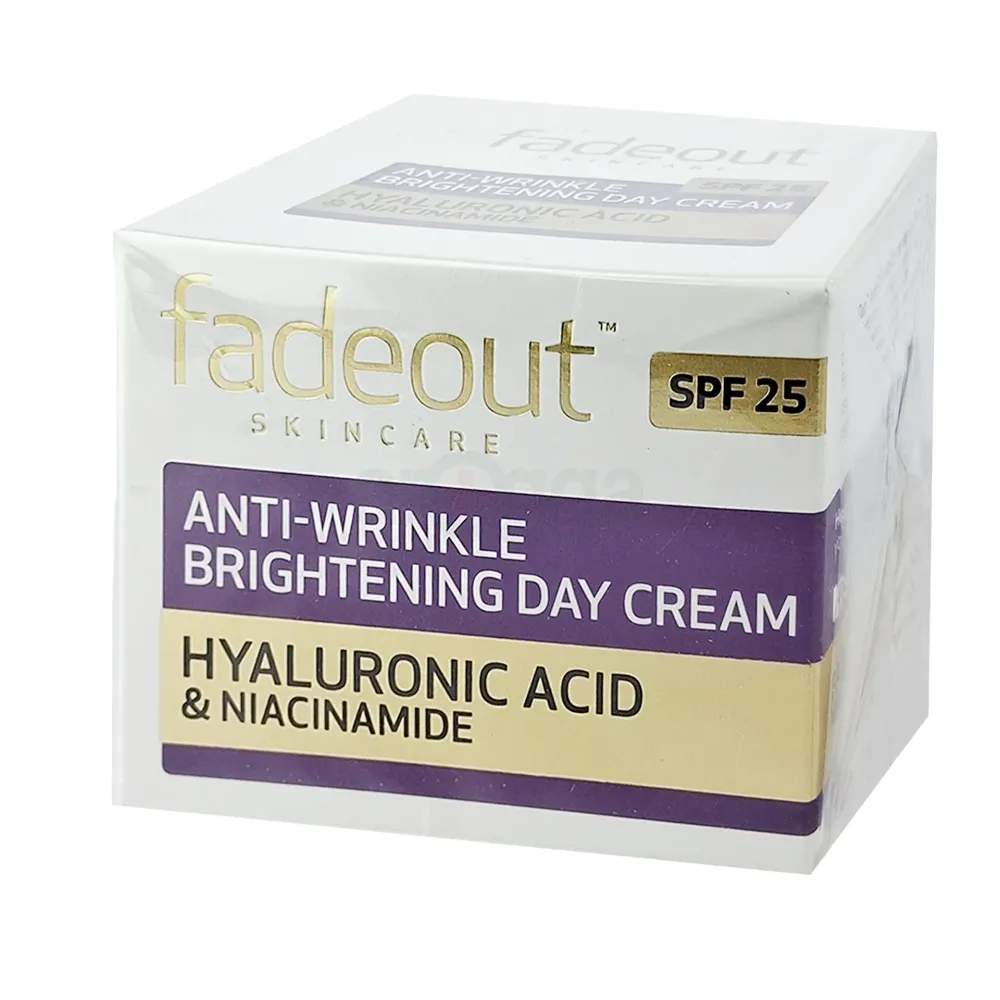 fadeout
SKINCARE
ANTI-WRINKLE
SPF 25
BRIGHTENING DAY CREAM
HYALURONIC ACID
& NIACINAMIDE
fadeout™
SPF 25
SKINCARE
ANTI-WRINKLE
BRIGHTENING DAY CREAM
HYALURONIC ACID
& NIACINAMIDE